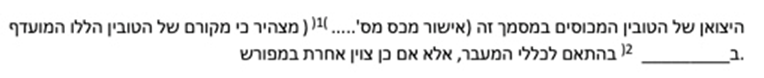 היצואן של הטובין המכוסים במסמך זה (אישור מכס מס'..... )1( ) מצהיר כי מקורם של הטובין הללו המועדף
ב__________ 2( בהתאם לכללי המעבר, אלא אם כן צוין אחרת במפורש.